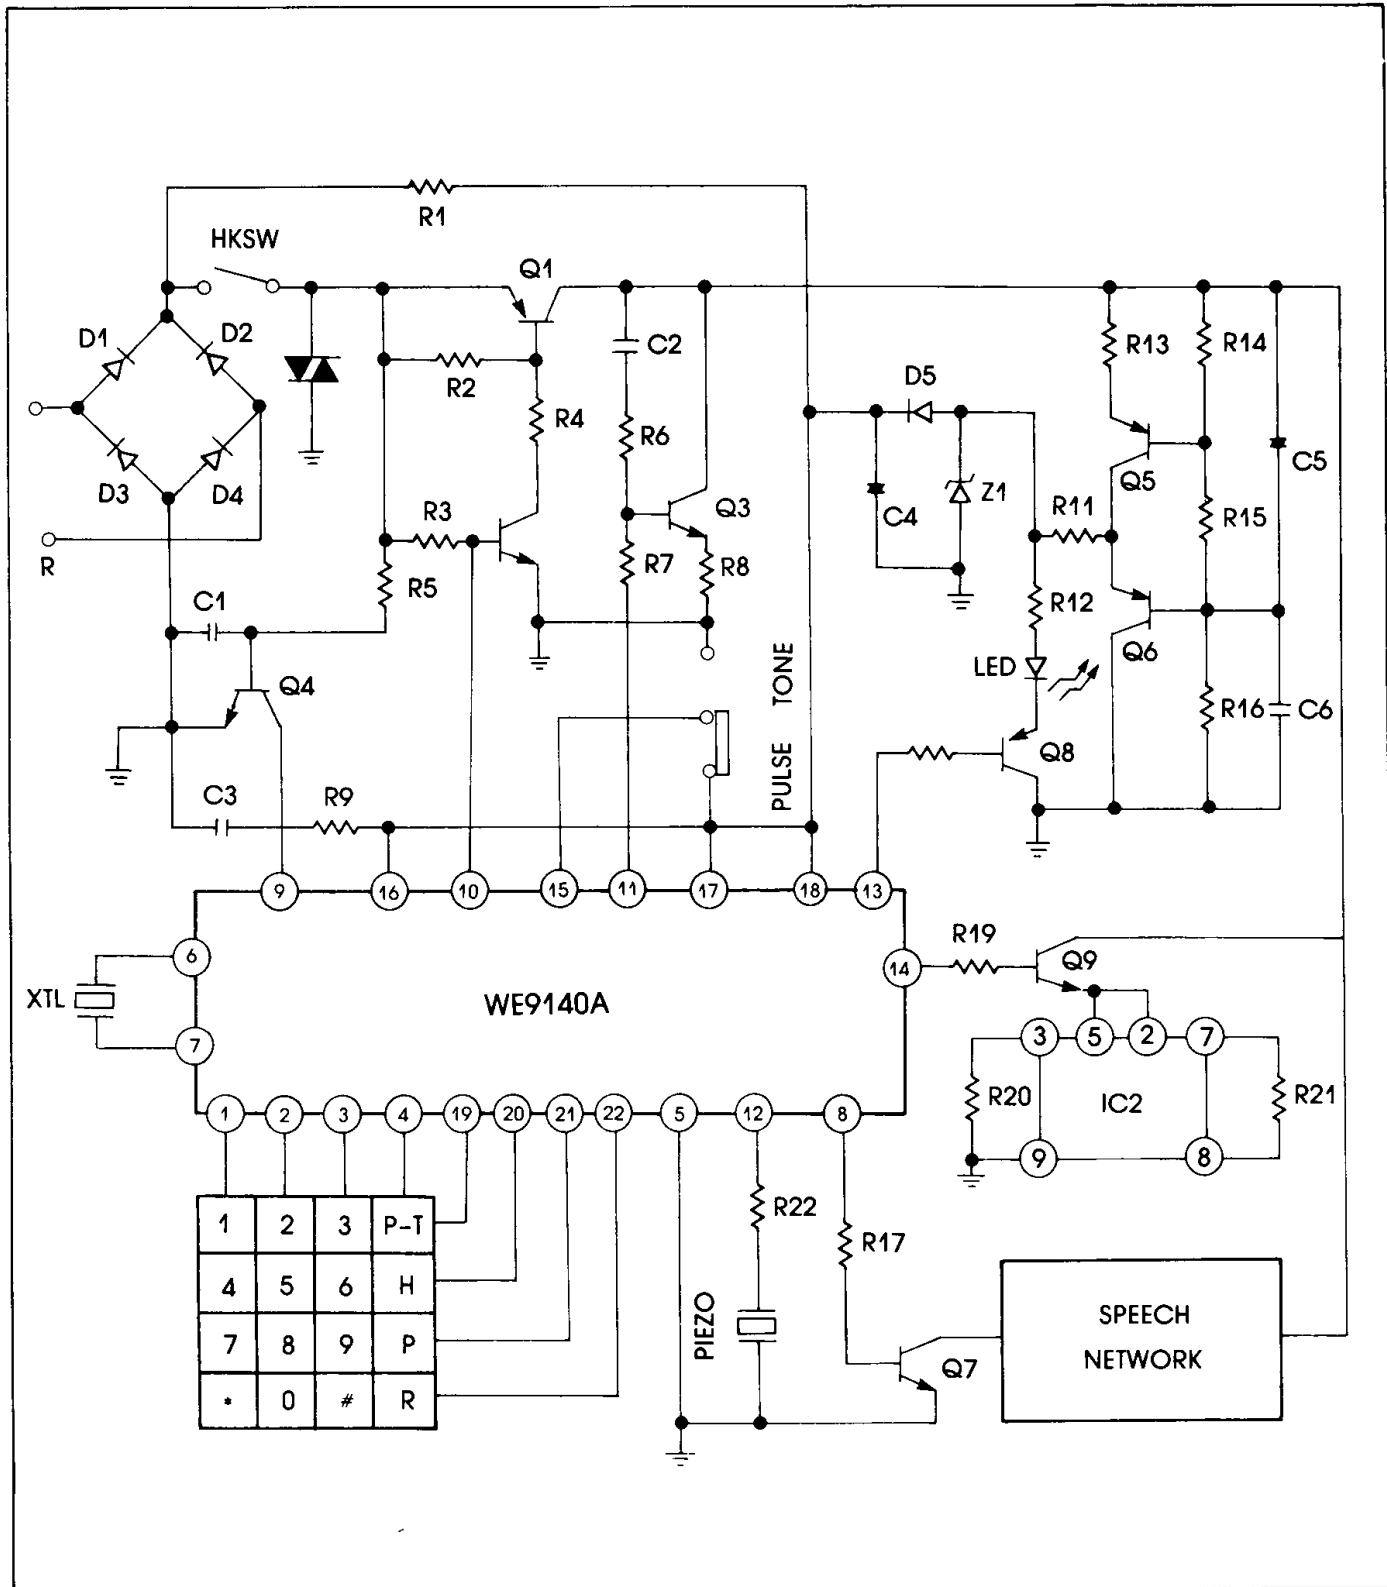 R1
HKSW
Q1
D1
D2
C2
R13
R14
R2
D5
R4
R6
Q5
C5
D3
D4
R3
Q3
C4
Z1
R11
R15
R
R5
R7
R8
C1
R12
LED
Q6
Q4
PULSE TONE
R16
C6
Q8
C3
R9
9
16
10
15
11
17
18
13
6
R19
Q9
14
XTL
WE9140A
7
3
5
2
7
R20
IC2
R21
1
2
3
4
19
20
21
22
5
12
8
9
8
R22
1
2
3
P-T
R17
4
5
6
H
PIEZO
SPEECH
NETWORK
7
8
9
P
Q7
*
0
#
R